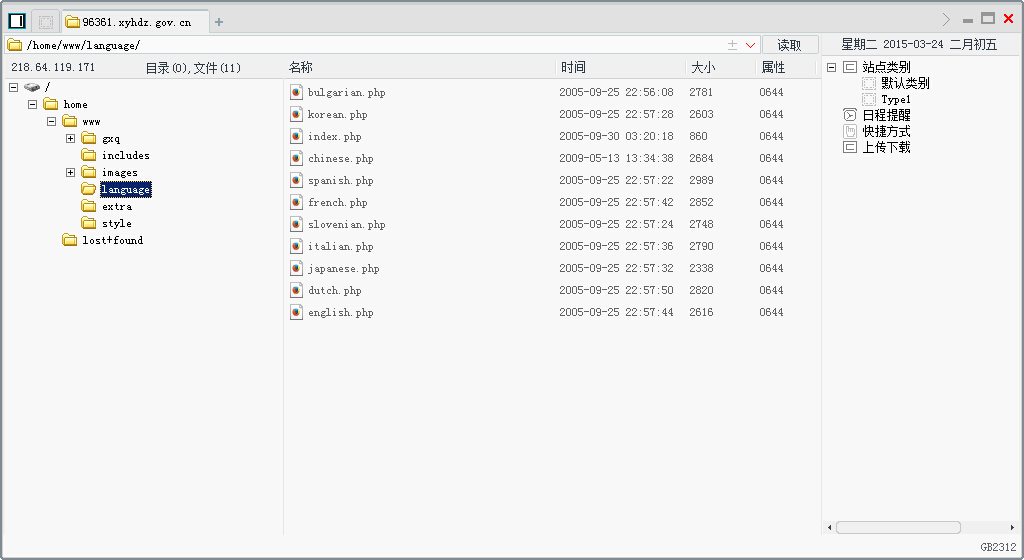 96361.xyhdz.gov.cn
/home/www/language/ 读取 星期二 2015-03-24 二月初五
218.64.119.171 目录(0),文件(11) 名称 时间 大小 属性
/
home
www
gxq
includes
images
language
extra
style
lost+found
bulgarian.php 2005-09-25 22:56:08 2781 0644
korean.php 2005-09-25 22:57:28 2603 0644
index.php 2005-09-30 03:20:18 860 0644
chinese.php 2009-05-13 13:34:38 2684 0644
spanish.php 2005-09-25 22:57:22 2989 0644
french.php 2005-09-25 22:57:42 2852 0644
slovenian.php 2005-09-25 22:57:24 2748 0644
italian.php 2005-09-25 22:57:36 2790 0644
japanese.php 2005-09-25 22:57:32 2338 0644
dutch.php 2005-09-25 22:57:50 2820 0644
english.php 2005-09-25 22:57:44 2616 0644
站点类别
默认类别
Type1
日程提醒
快捷方式
上传下载
GB2312